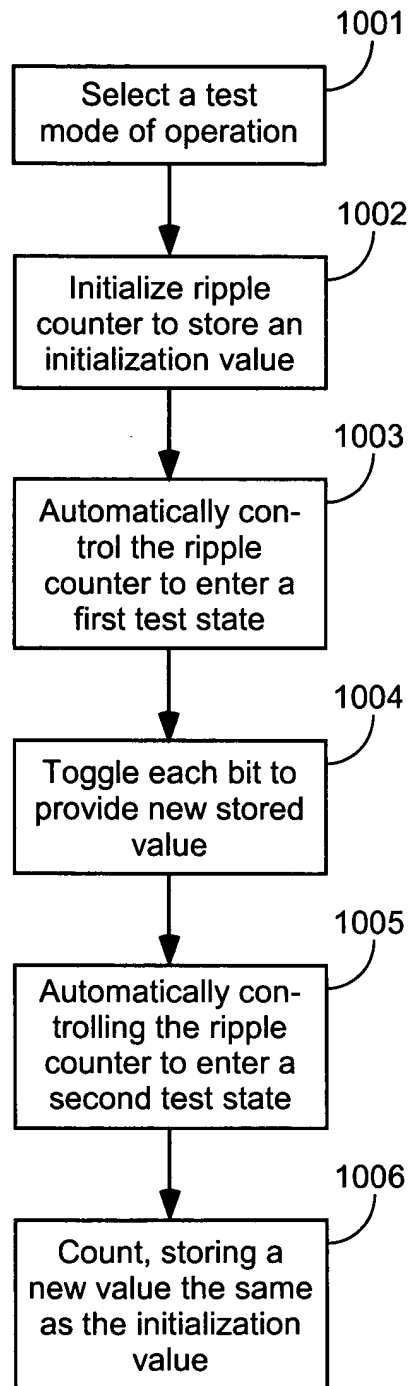 1001
Select a test
mode of operation
1002
Initialize ripple
counter to store an
initialization value
1003
Automatically con-
trol the ripple
counter to enter a
first test state
1004
Toggle each bit to
provide new stored
value
1005
Automatically con-
trolling the ripple
counter to enter a
second test state
1006
Count, storing a
new value the same
as the initialization
value